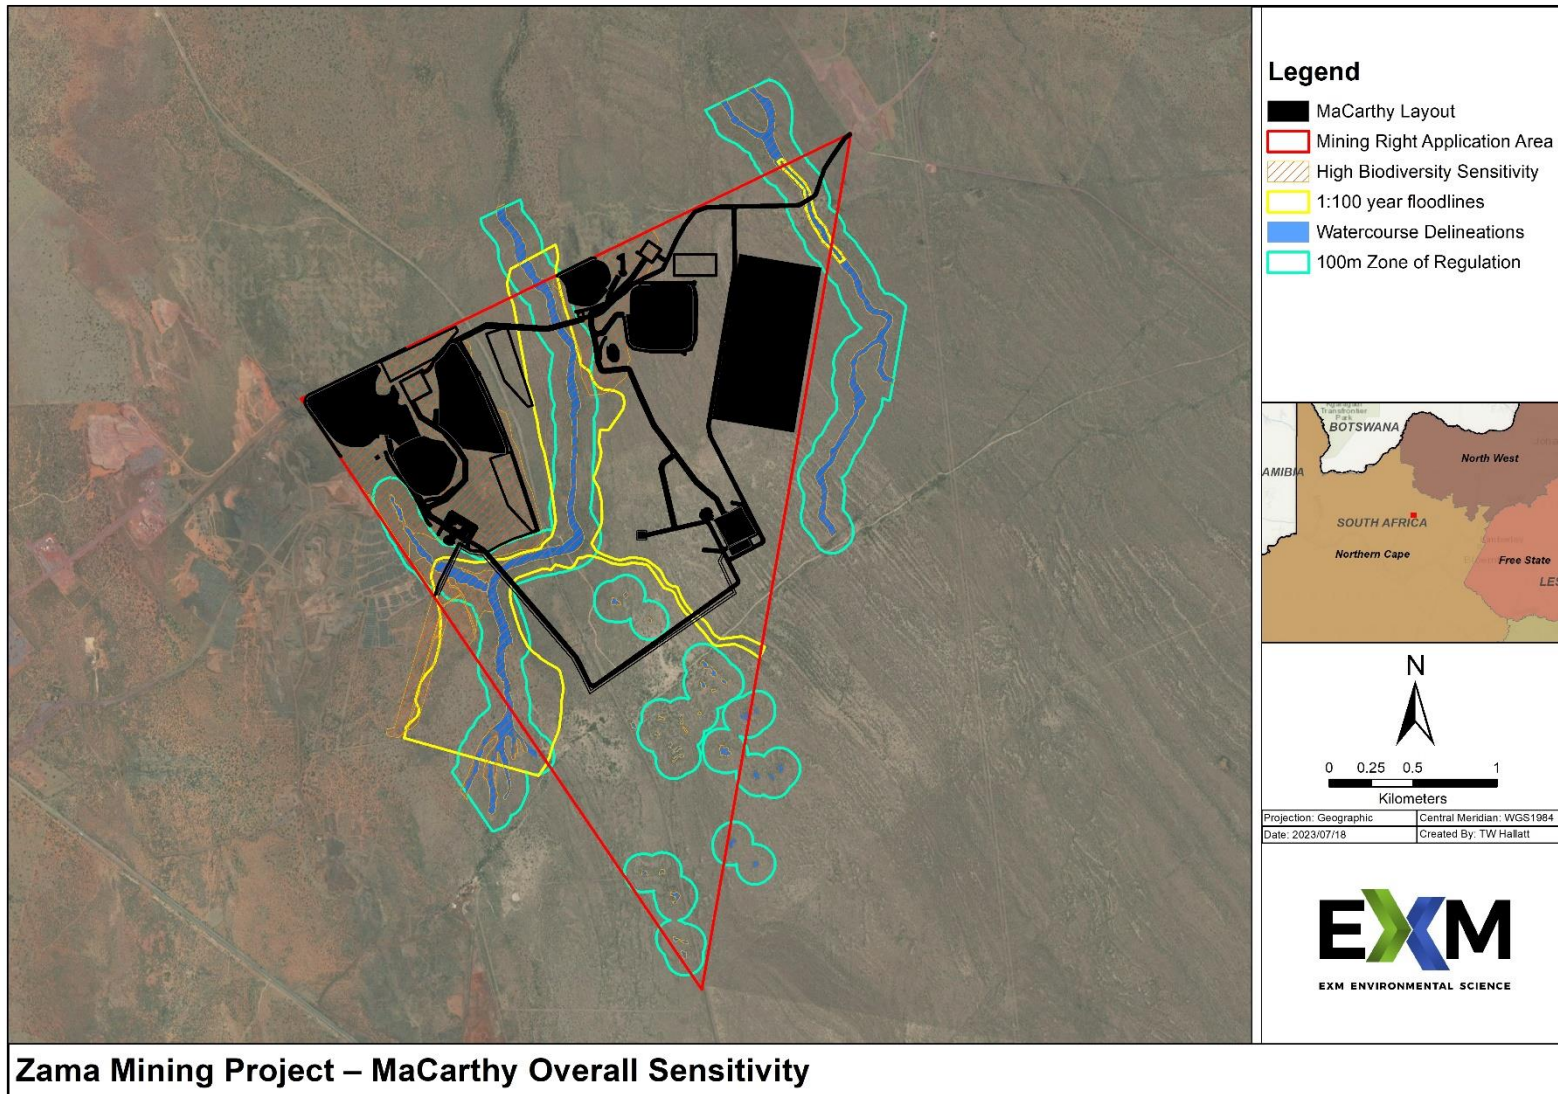 Legend
MaCarthy Layout
Mining Right Application Area
High Biodiversity Sensitivity
1:100 year floodlines
Watercourse Delineations
100m Zone of Regulation
Transfrontier
Park
BOTSWANA
North West
AMIBIA
SOUTH AFRICA
Northern Cape
Free State
LES
N
0 0.25 0.5 1
Kilometers
Projection: Geographic
Central Meridian: WGS1984
Date: 2023/07/18
Created By: TW Hallatt
EXM
EXM ENVIRONMENTAL SCIENCE
Zama Mining Project – MaCarthy Overall Sensitivity